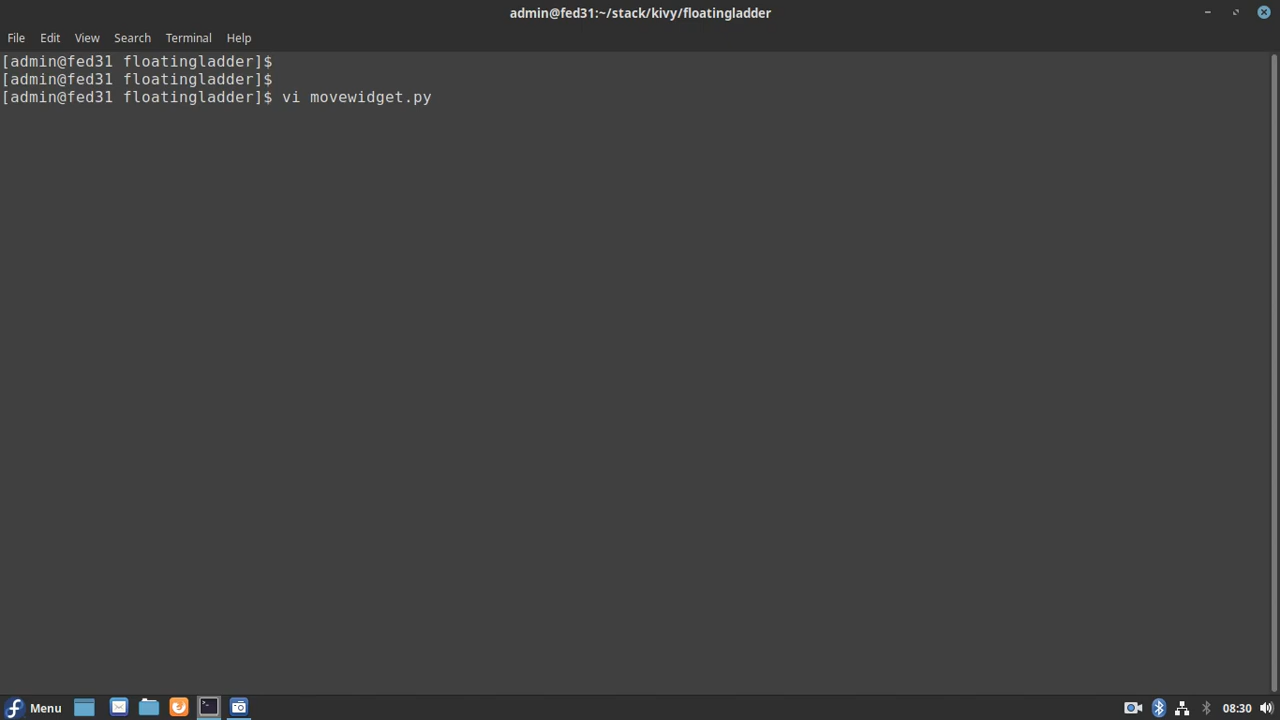 admin@fed31:~/stack/kivy/floatingladder
File Edit View Search Terminal Help
[admin@fed31 floatingladder]$
[admin@fed31 floatingladder]$
[admin@fed31 floatingladder]$ vi movewidget.py
Menu 08:30